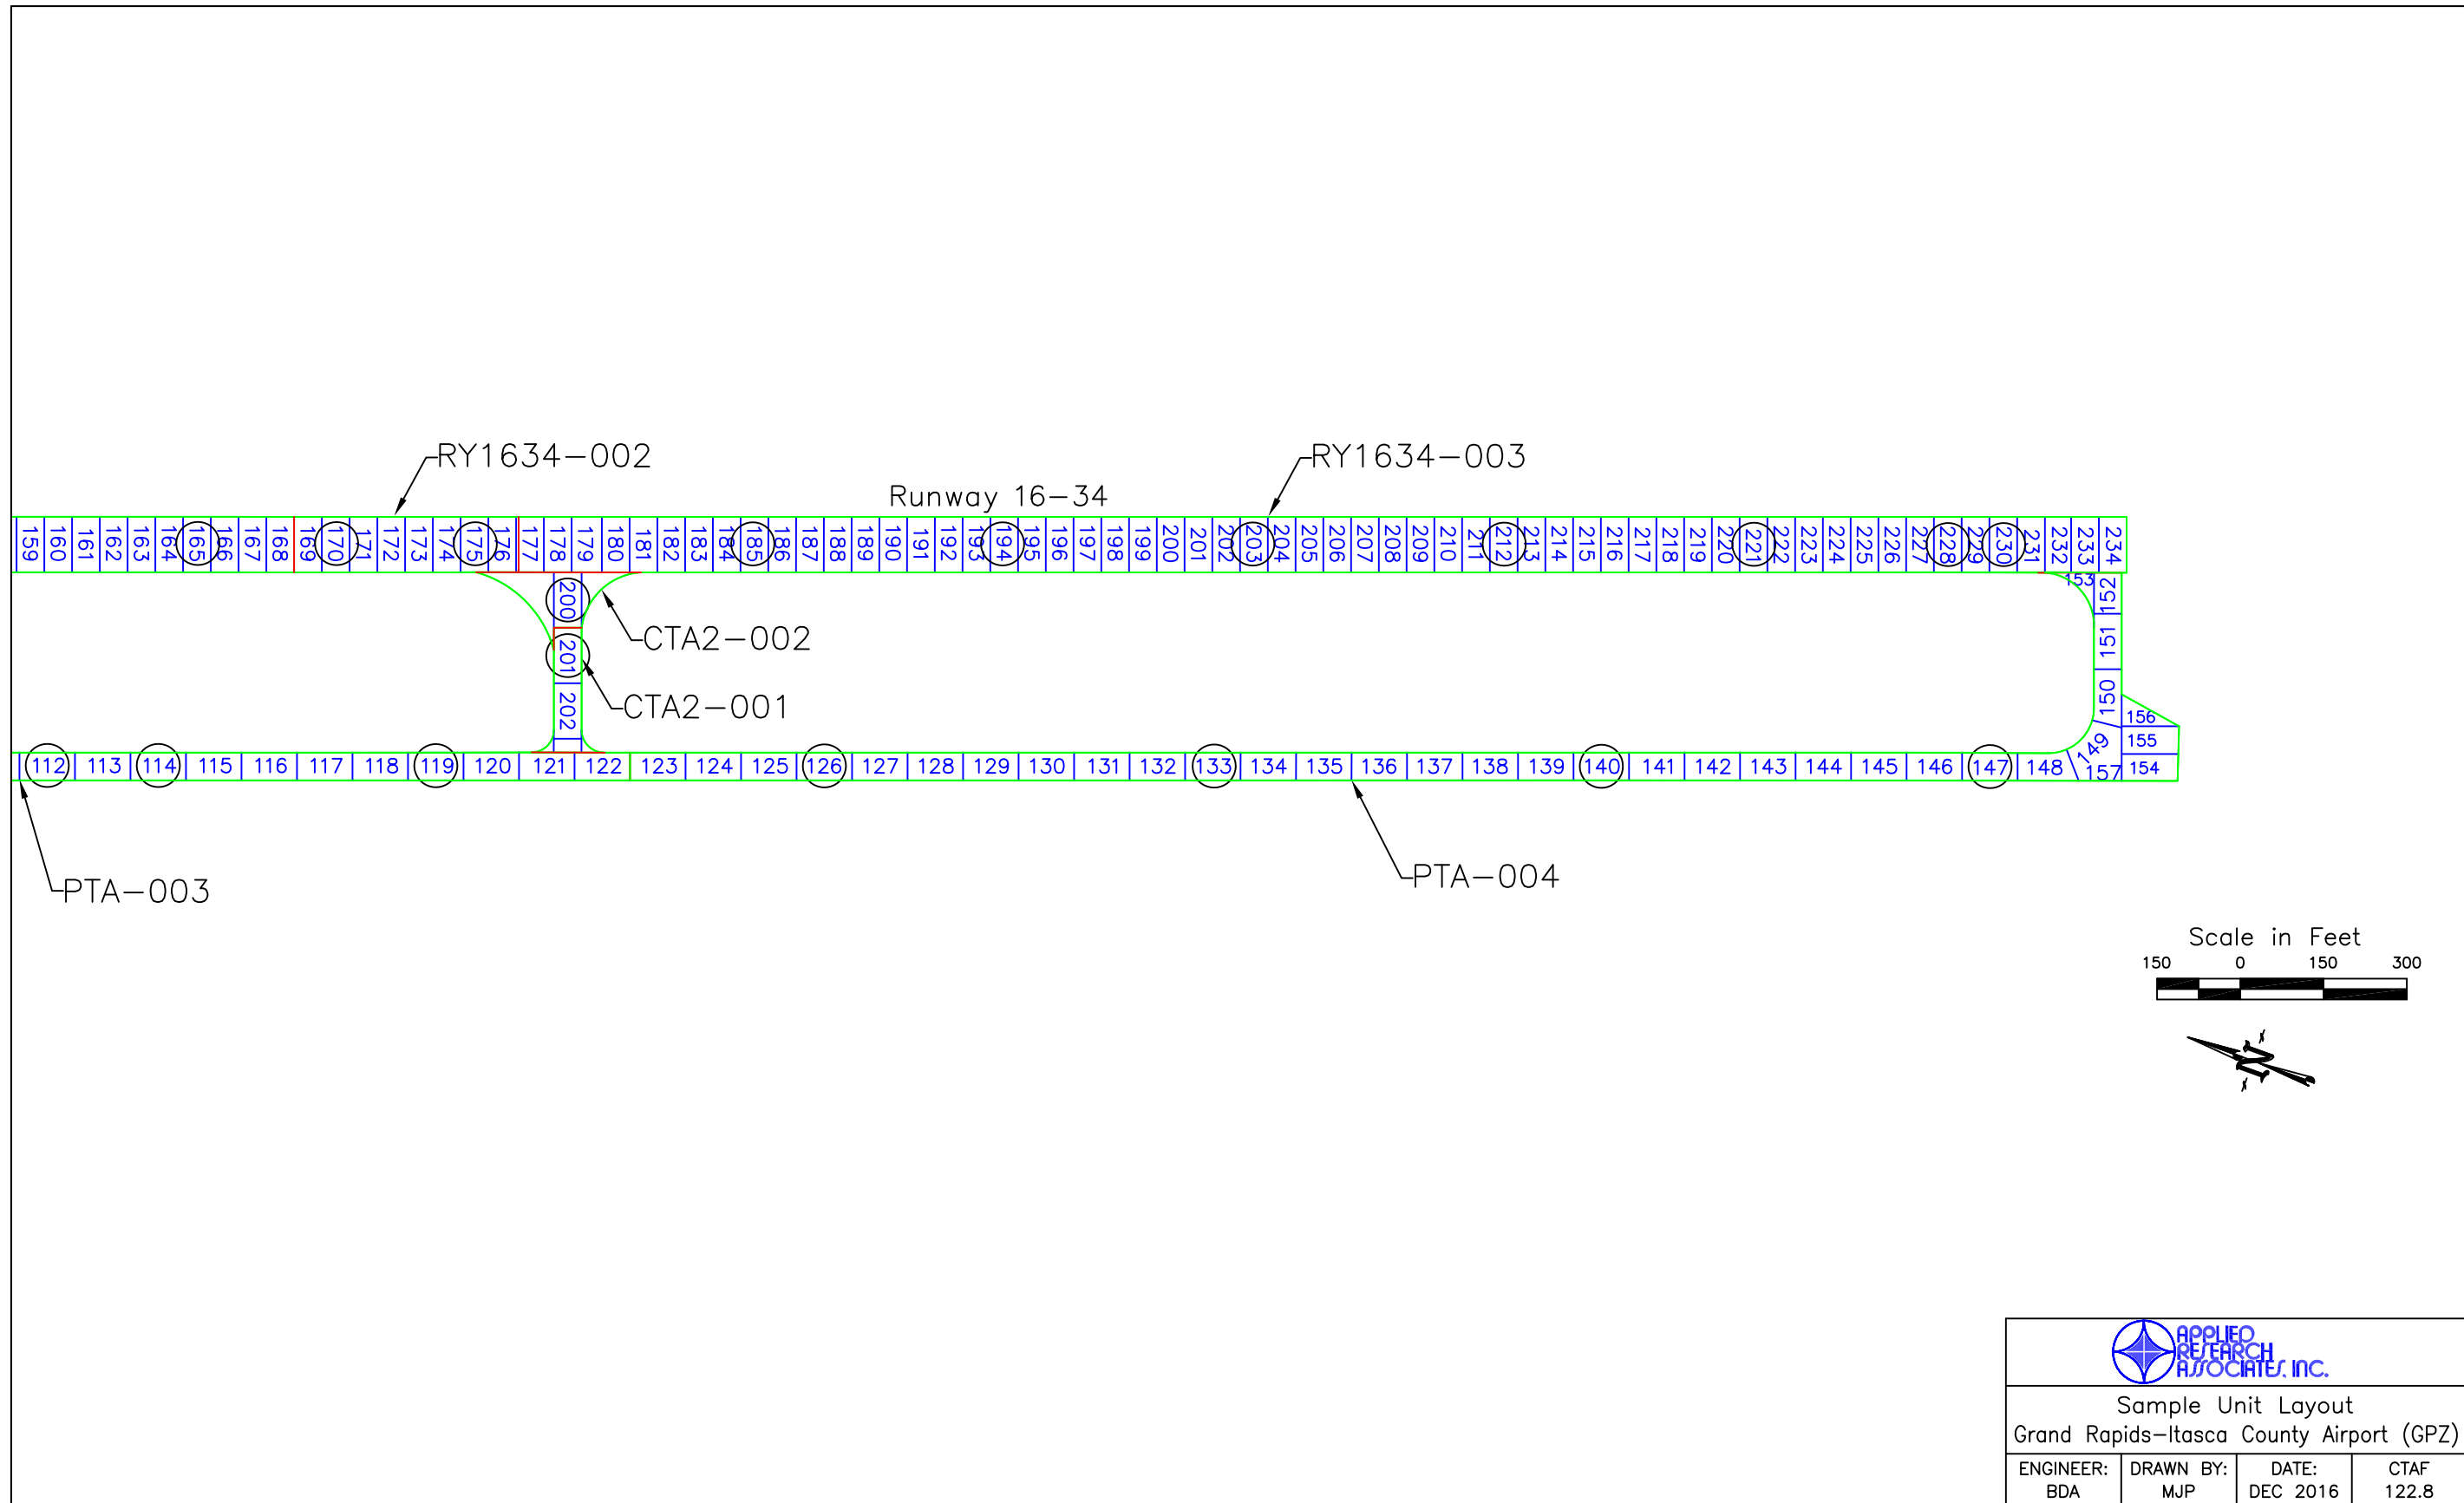 RY1634-002
RY1634-003
Runway 16-34
159 160 161 162 163 164 165 166 167 168 169 170 171 172 173 174 175 176 177 178 179 180 181 182 183 184 185 186 187 188 189 190 191 192 193 194 195 196 197 198 199 200 201 202 203 204 205 206 207 208 209 210 211 212 213 214 215 216 217 218 219 220 221 222 223 224 225 226 227 228 229 230 231 232 233 234
200
153
152
CTA2-002
201
151
CTA2-001
202
150
156
149
155
112 113 114 115 116 117 118 119 120 121 122 123 124 125 126 127 128 129 130 131 132 133 134 135 136 137 138 139 140 141 142 143 144 145 146 147 148 157 154
PTA-003
PTA-004
Scale in Feet
150 0 150 300
N
APPLIED
RESEARCH
ASSOCIATES, INC.
Sample Unit Layout
Grand Rapids-Itasca County Airport (GPZ)
ENGINEER: DRAWN BY: DATE: CTAF
BDA MJP DEC 2016 122.8